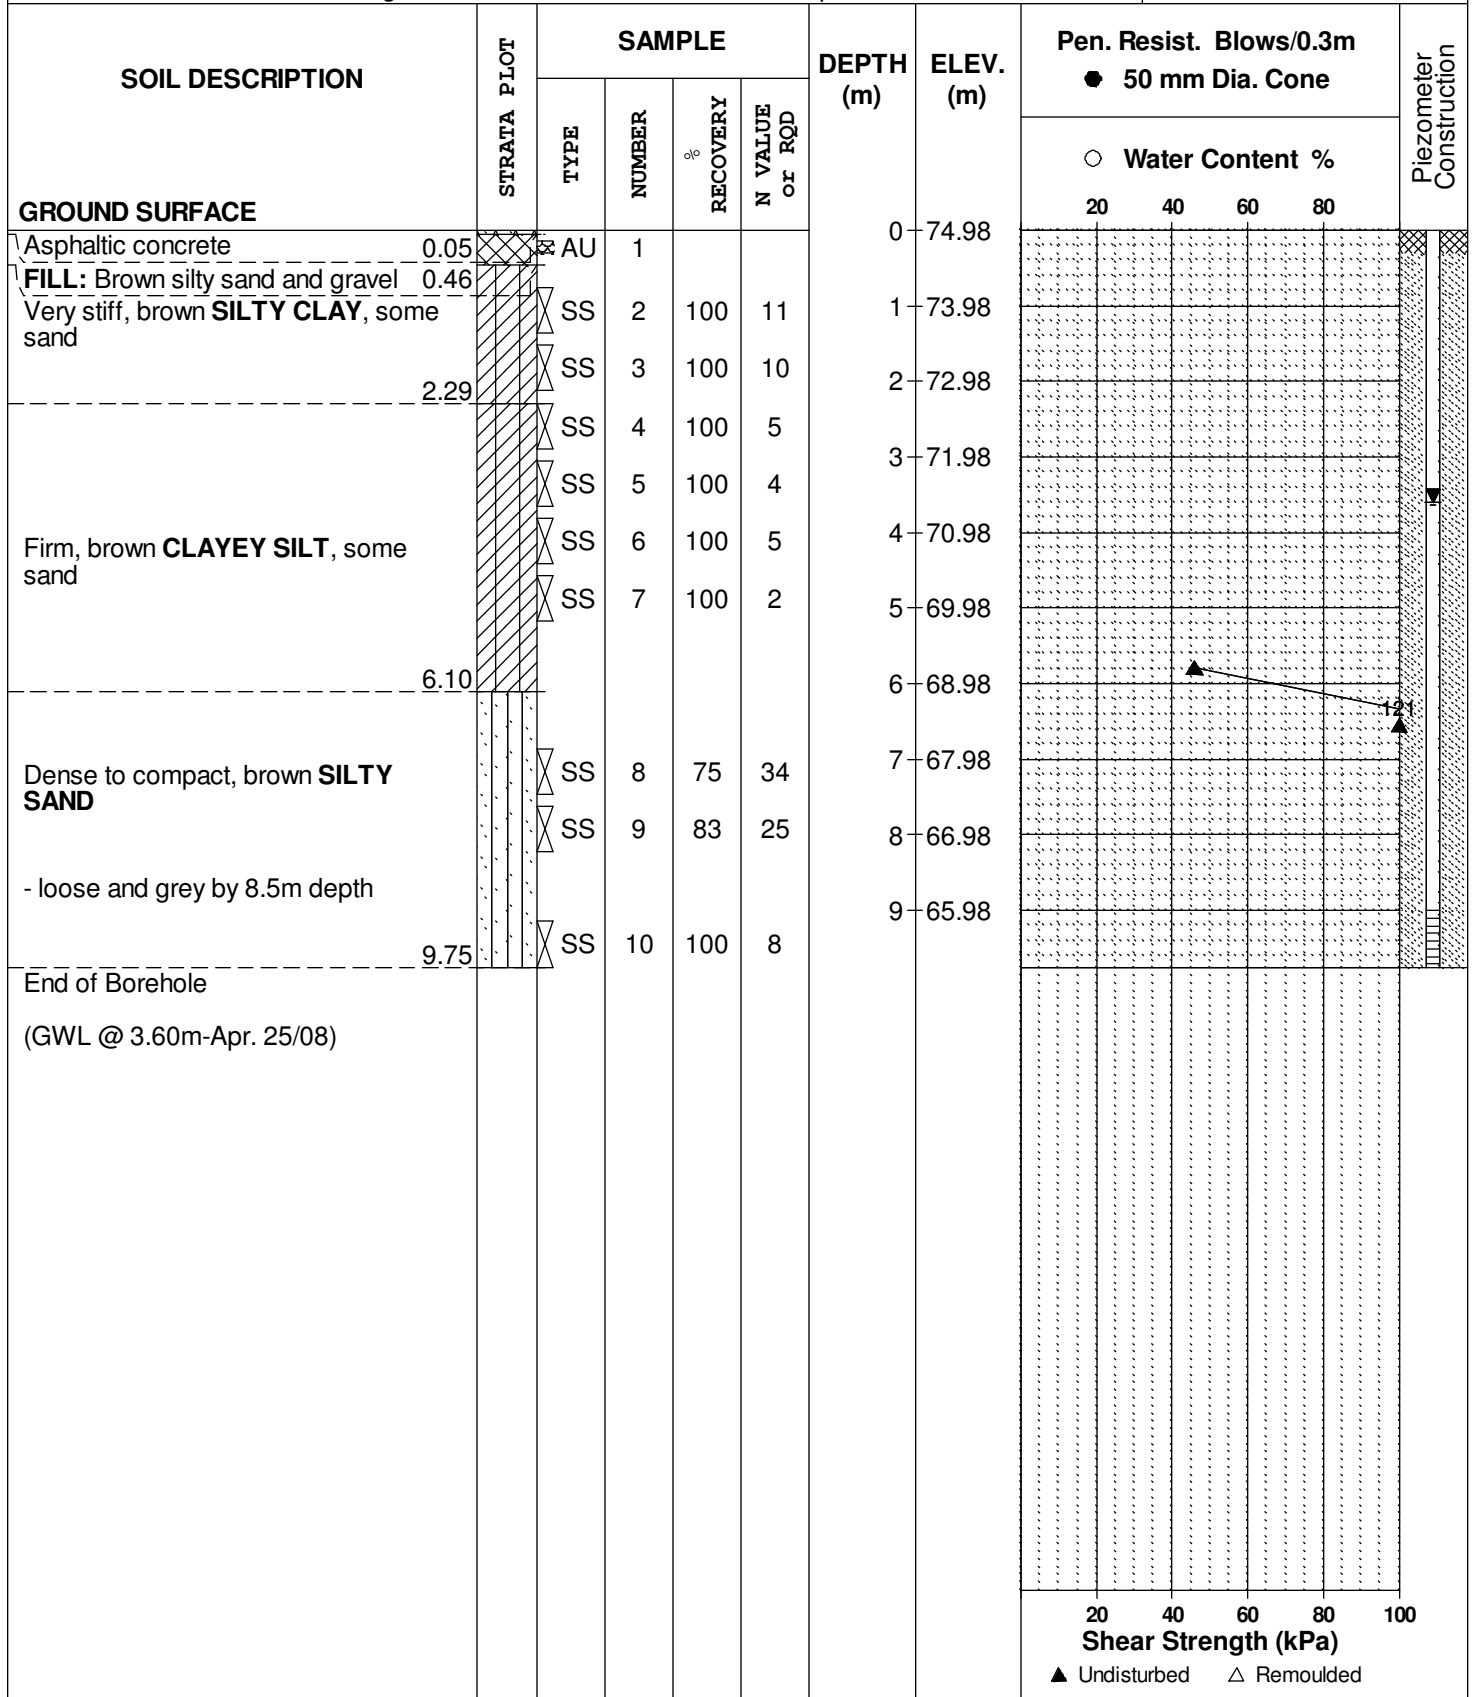 SOIL DESCRIPTION
STRATA PLOT
SAMPLE
TYPE
NUMBER
% RECOVERY
N VALUE or RQD
DEPTH (m)
ELEV. (m)
Pen. Resist. Blows/0.3m
● 50 mm Dia. Cone
○ Water Content %
20 40 60 80
Piezometer Construction
GROUND SURFACE
0 74.98
Asphaltic concrete 0.05 AU 1
FILL: Brown silty sand and gravel 0.46
Very stiff, brown SILTY CLAY, some
sand
SS 2 100 11
1 73.98
SS 3 100 10
2 72.98
2.29
SS 4 100 5
3 71.98
SS 5 100 4
Firm, brown CLAYEY SILT, some
sand
SS 6 100 5
4 70.98
SS 7 100 2
5 69.98
6.10
6 68.98
121
Dense to compact, brown SILTY
SAND
SS 8 75 34
7 67.98
SS 9 83 25
8 66.98
- loose and grey by 8.5m depth
9 65.98
9.75 SS 10 100 8
End of Borehole
(GWL @ 3.60m-Apr. 25/08)
20 40 60 80 100
Shear Strength (kPa)
▲ Undisturbed △ Remoulded